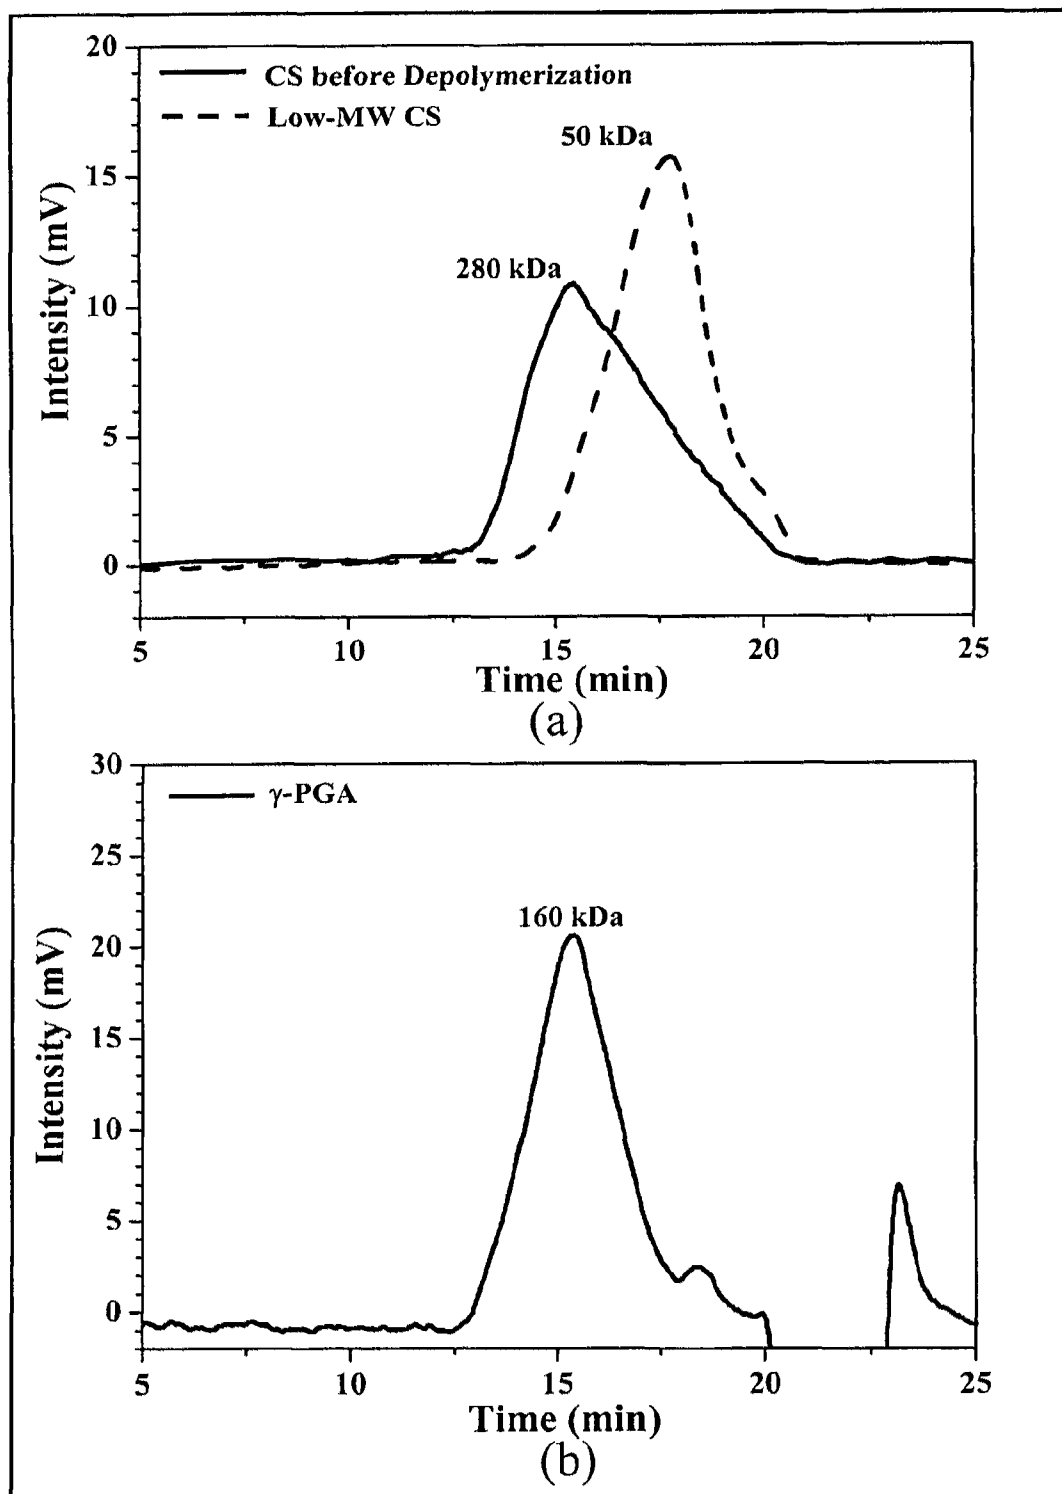 20
CS before Depolymerization
Low-MW CS
50 kDa
15
280 kDa
10
5
0
Intensity (mV)
5 10 15 20 25
Time (min)
(a)
30
γ-PGA
25
160 kDa
20
15
10
5
0
Intensity (mV)
5 10 15 20 25
Time (min)
(b)